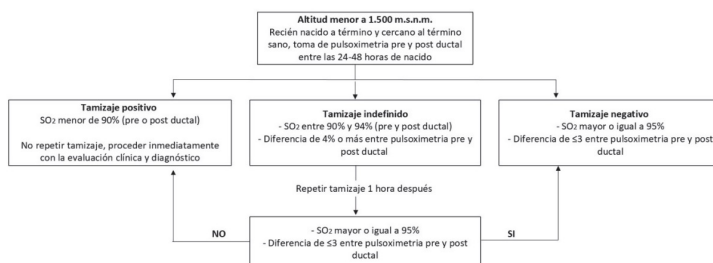 Altitud menor a 1.500 m.s.n.m.
Recién nacido a término y cercano al término
sano, toma de pulsoximetria pre y post ductal
entre las 24-48 horas de nacido
Tamizaje positivo
SO₂ menor de 90% (pre o post ductal)
No repetir tamizaje, proceder inmediatamente
con la evaluación clínica y diagnóstico
Tamizaje indefinido
- SO₂ entre 90% y 94% (pre y post ductal)
- Diferencia de 4% o más entre pulsoximetria pre y
post ductal
Tamizaje negativo
- SO₂ mayor o igual a 95%
- Diferencia de ≤3 entre pulsoximetria pre y post
ductal
Repetir tamizaje 1 hora después
NO
- SO₂ mayor o igual a 95%
- Diferencia de ≤3 entre pulsoximetria pre y post
ductal
SI